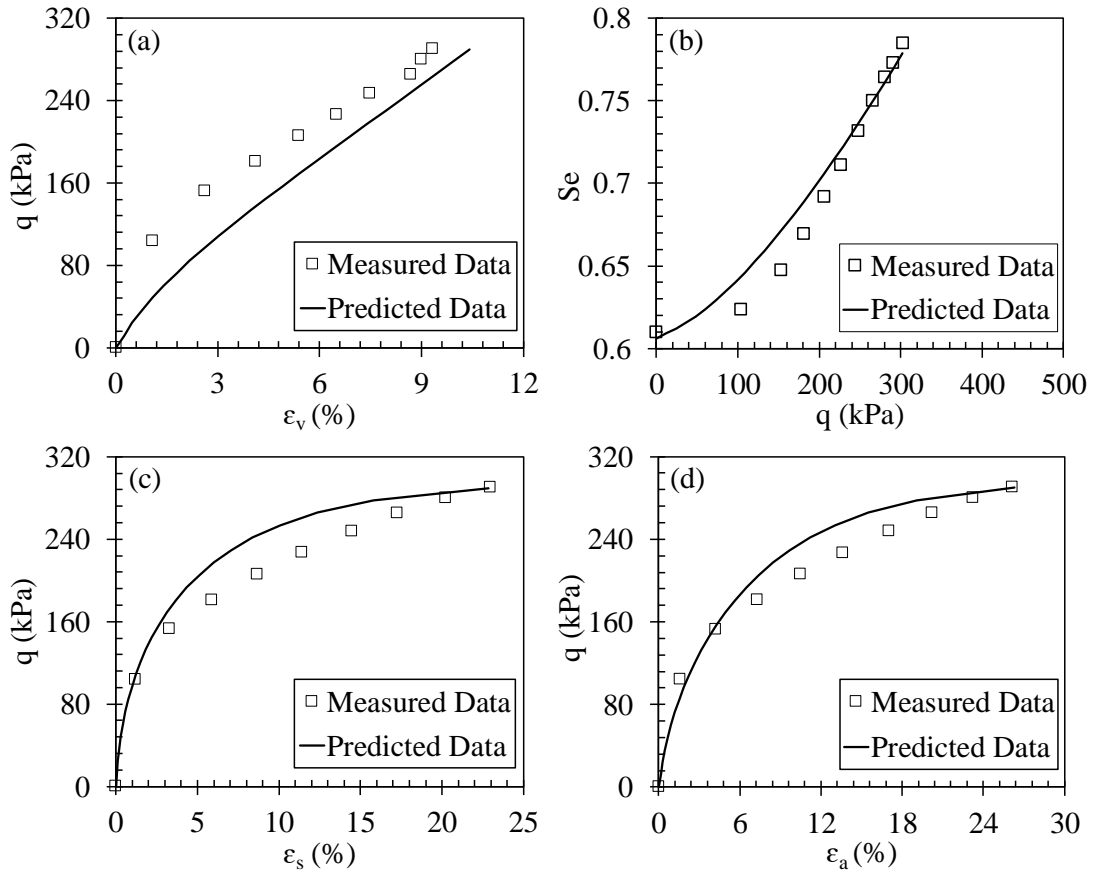 (a)
320
240
160
80
0
q (kPa)
0 3 6 9 12
εv (%)
Measured Data
Predicted Data
(b)
0.8
0.75
0.7
0.65
0.6
Se
0 100 200 300 400 500
q (kPa)
Measured Data
Predicted Data
(c)
320
240
160
80
0
q (kPa)
0 5 10 15 20 25
εs (%)
Measured Data
Predicted Data
(d)
320
240
160
80
0
q (kPa)
0 6 12 18 24 30
εa (%)
Measured Data
Predicted Data